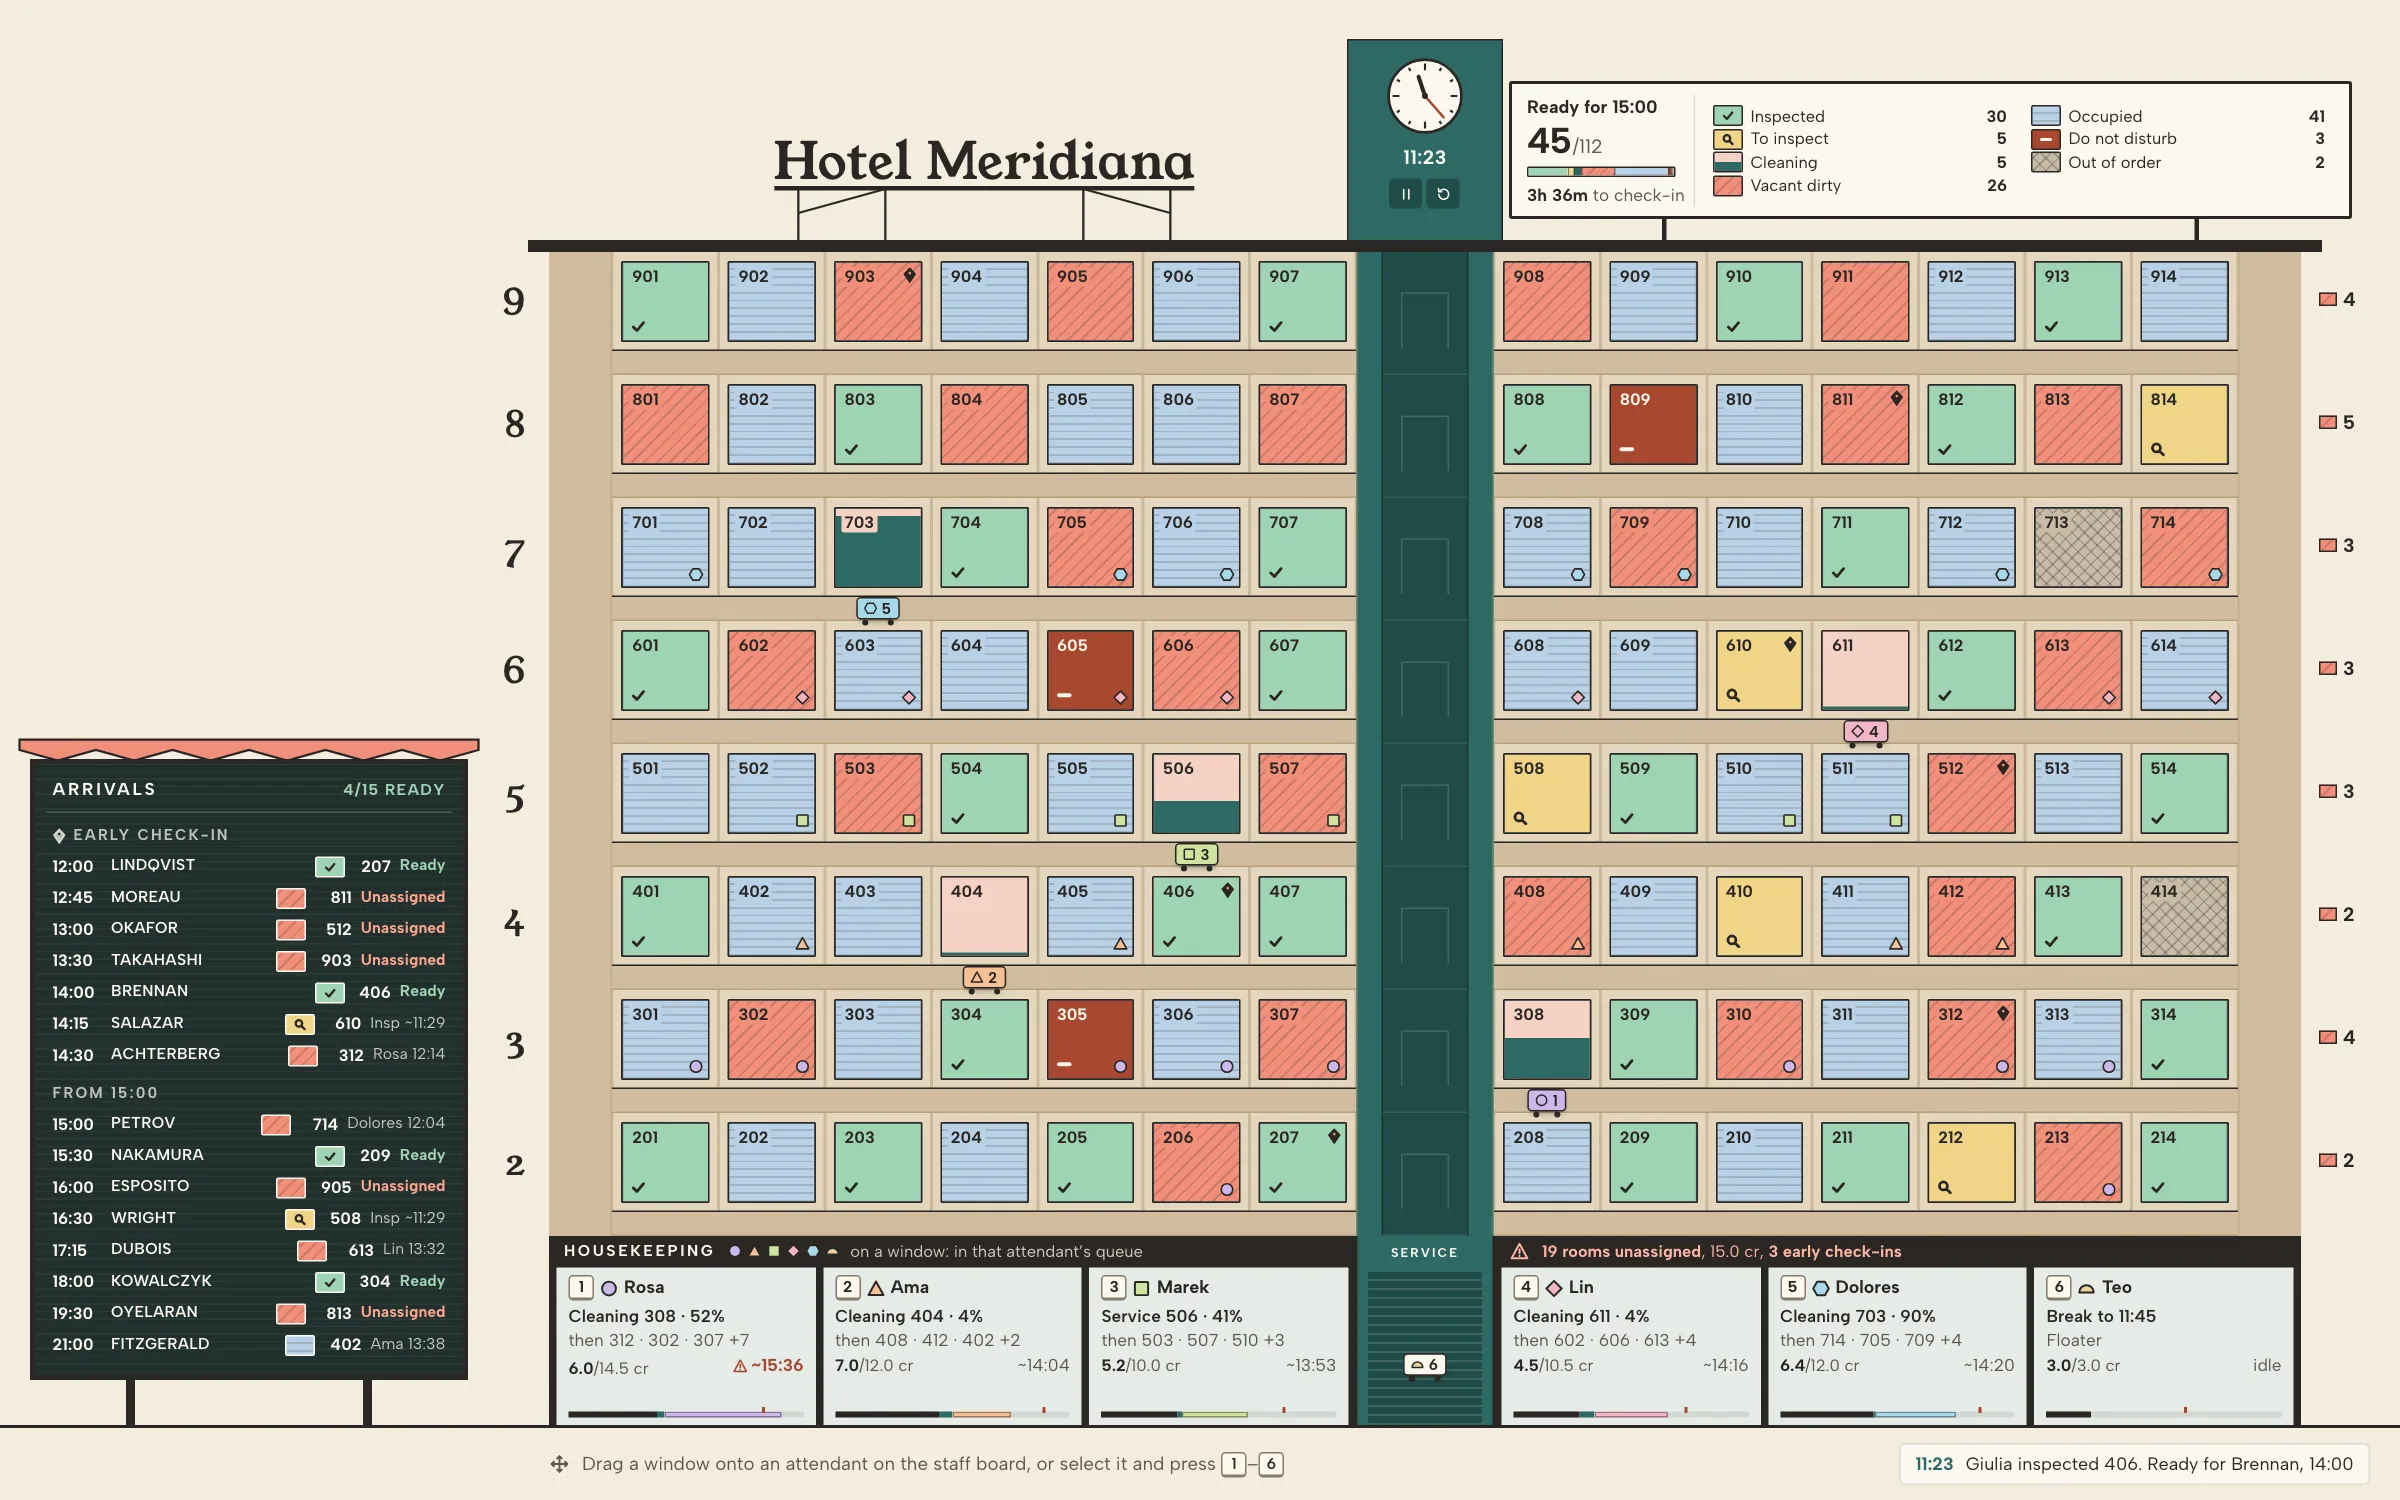 Hotel Meridiana
11:23
Ready for 15:00
45/112
3h 36m to check-in
Inspected 30
To inspect 5
Cleaning 5
Vacant dirty 26
Occupied 41
Do not disturb 3
Out of order 2
9 901 902 903 904 905 906 907 908 909 910 911 912 913 914 4
8 801 802 803 804 805 806 807 808 809 810 811 812 813 814 5
7 701 702 703 704 705 706 707 708 709 710 711 712 713 714 3
5
6 601 602 603 604 605 606 607 608 609 610 611 612 613 614 3
4
5 501 502 503 504 505 506 507 508 509 510 511 512 513 514 3
3
4 401 402 403 404 405 406 407 408 409 410 411 412 413 414 2
2
3 301 302 303 304 305 306 307 308 309 310 311 312 313 314 4
1
2 201 202 203 204 205 206 207 208 209 210 211 212 213 214 2
ARRIVALS 4/15 READY
EARLY CHECK-IN
12:00 LINDQVIST 207 Ready
12:45 MOREAU 811 Unassigned
13:00 OKAFOR 512 Unassigned
13:30 TAKAHASHI 903 Unassigned
14:00 BRENNAN 406 Ready
14:15 SALAZAR 610 Insp ~11:29
14:30 ACHTERBERG 312 Rosa 12:14
FROM 15:00
15:00 PETROV 714 Dolores 12:04
15:30 NAKAMURA 209 Ready
16:00 ESPOSITO 905 Unassigned
16:30 WRIGHT 508 Insp ~11:29
17:15 DUBOIS 613 Lin 13:32
18:00 KOWALCZYK 304 Ready
19:30 OYELARAN 813 Unassigned
21:00 FITZGERALD 402 Ama 13:38
HOUSEKEEPING on a window: in that attendant's queue
SERVICE
6
19 rooms unassigned, 15.0 cr, 3 early check-ins
1 Rosa
Cleaning 308 · 52%
then 312 · 302 · 307 +7
6.0/14.5 cr ~15:36
2 Ama
Cleaning 404 · 4%
then 408 · 412 · 402 +2
7.0/12.0 cr ~14:04
3 Marek
Service 506 · 41%
then 503 · 507 · 510 +3
5.2/10.0 cr ~13:53
4 Lin
Cleaning 611 · 4%
then 602 · 606 · 613 +4
4.5/10.5 cr ~14:16
5 Dolores
Cleaning 703 · 90%
then 714 · 705 · 709 +4
6.4/12.0 cr ~14:20
6 Teo
Break to 11:45
Floater
3.0/3.0 cr idle
Drag a window onto an attendant on the staff board, or select it and press 1–6
11:23 Giulia inspected 406. Ready for Brennan, 14:00